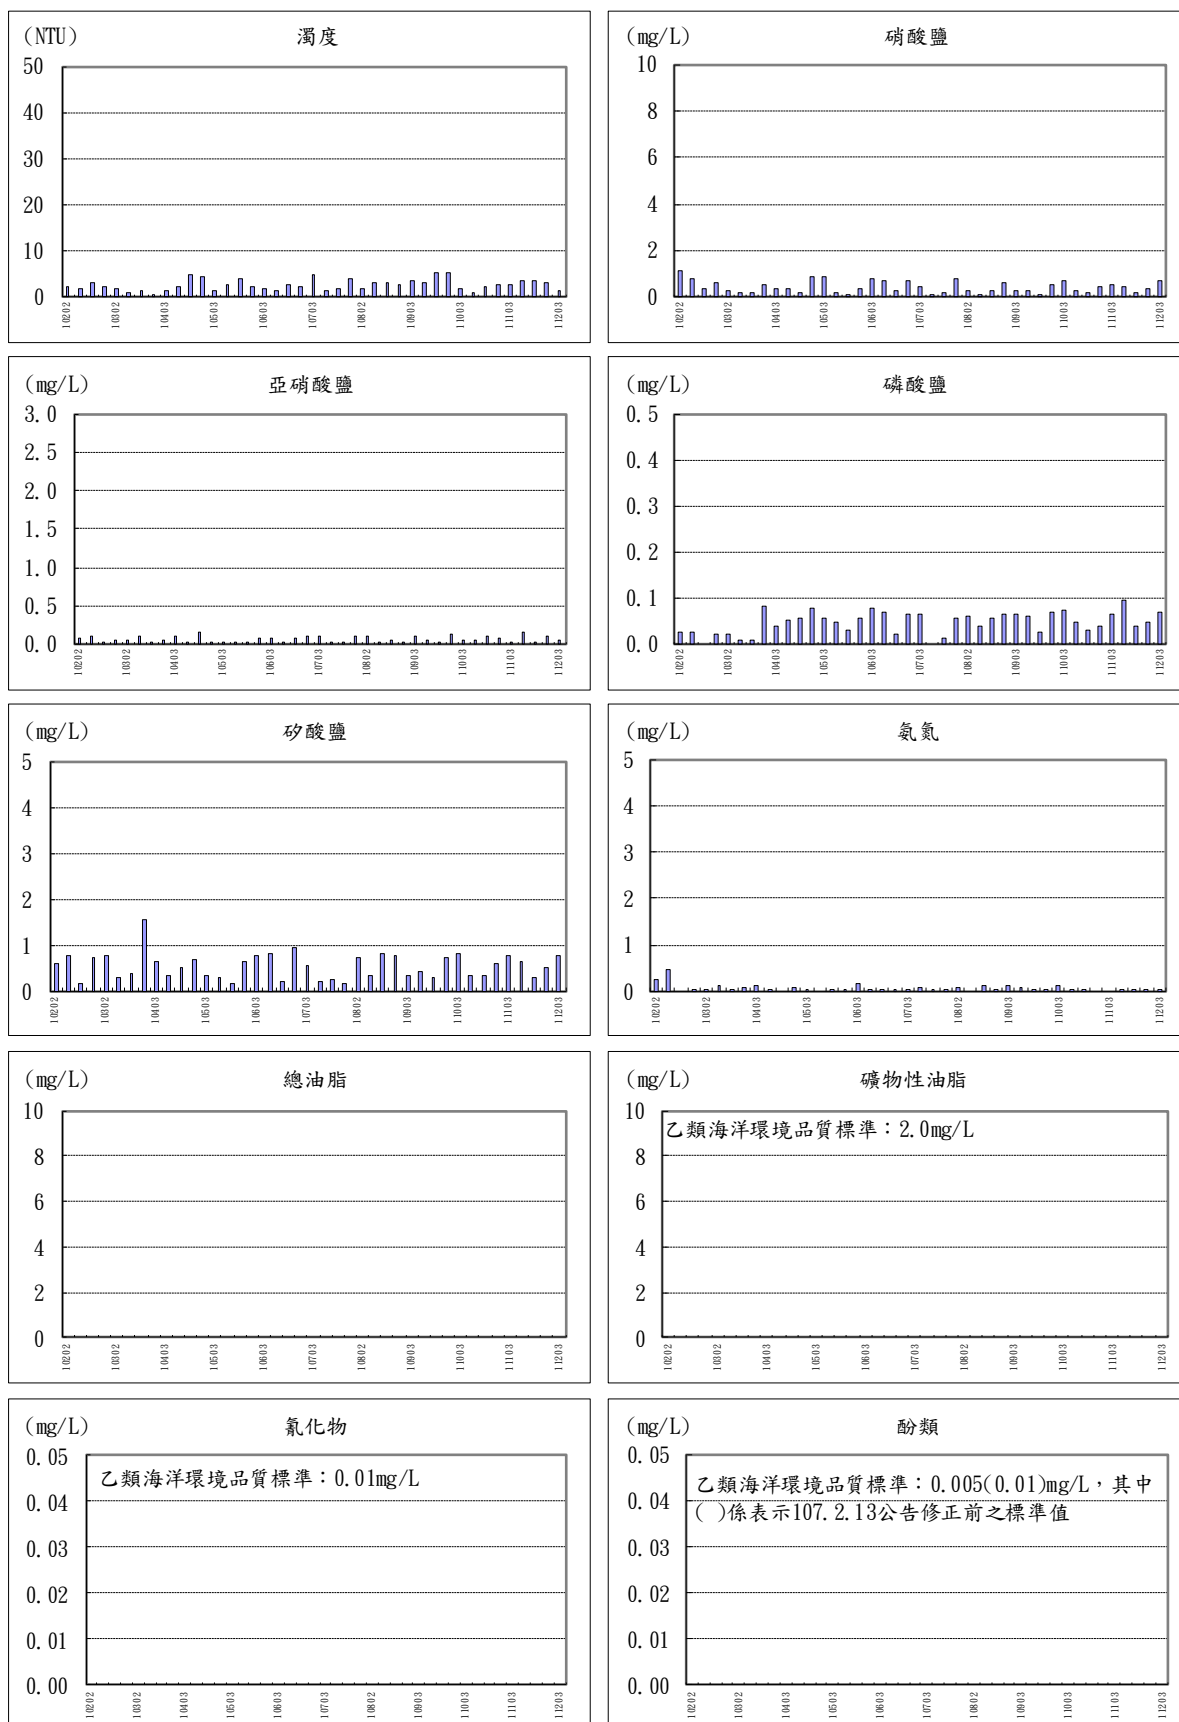 (NTU) 濁度
50
40
30
20
10
0
10202 10302 10403 10503 10603 10703 10802 10903 11003 11103 11203
(mg/L) 硝酸鹽
10
8
6
4
2
0
10202 10302 10403 10503 10603 10703 10802 10903 11003 11103 11203
(mg/L) 亞硝酸鹽
3.0
2.5
2.0
1.5
1.0
0.5
0.0
10202 10302 10403 10503 10603 10703 10802 10903 11003 11103 11203
(mg/L) 磷酸鹽
0.5
0.4
0.3
0.2
0.1
0.0
10202 10302 10403 10503 10603 10703 10802 10903 11003 11103 11203
(mg/L) 矽酸鹽
5
4
3
2
1
0
10202 10302 10403 10503 10603 10703 10802 10903 11003 11103 11203
(mg/L) 氨氮
5
4
3
2
1
0
10202 10302 10403 10503 10603 10703 10802 10903 11003 11103 11203
(mg/L) 總油脂
10
8
6
4
2
0
10202 10302 10403 10503 10603 10703 10802 10903 11003 11103 11203
(mg/L) 礦物性油脂
乙類海洋環境品質標準：2.0mg/L
10
8
6
4
2
0
10202 10302 10403 10503 10603 10703 10802 10903 11003 11103 11203
(mg/L) 氰化物
乙類海洋環境品質標準：0.01mg/L
0.05
0.04
0.03
0.02
0.01
0.00
10202 10302 10403 10503 10603 10703 10802 10903 11003 11103 11203
(mg/L) 酚類
乙類海洋環境品質標準：0.005(0.01)mg/L，其中
( )係表示107.2.13公告修正前之標準值
0.05
0.04
0.03
0.02
0.01
0.00
10202 10302 10403 10503 10603 10703 10802 10903 11003 11103 11203